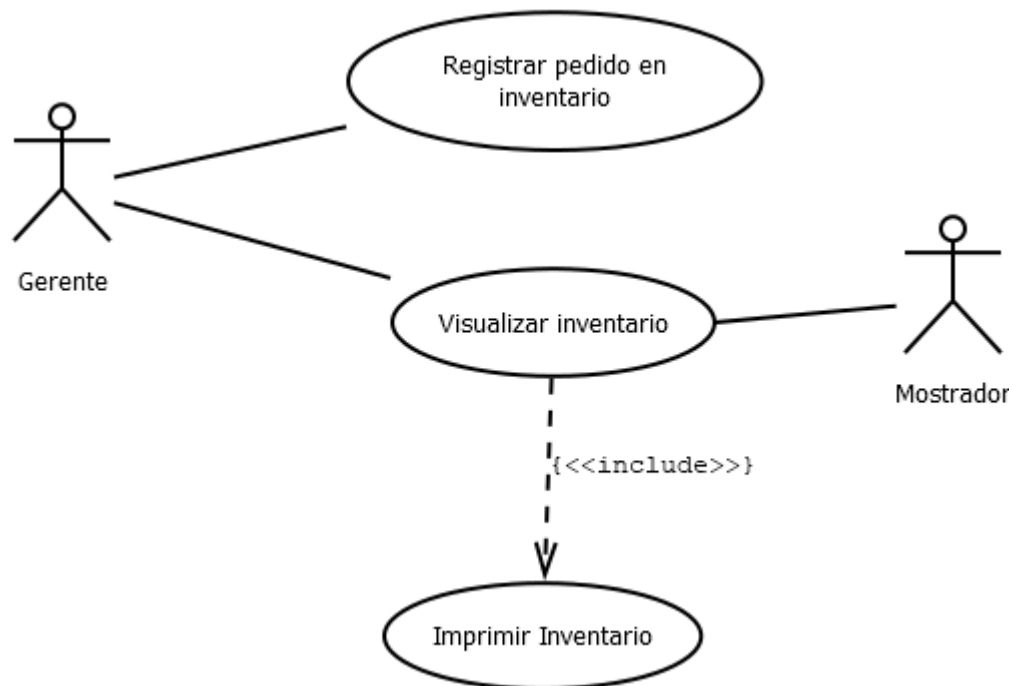 Registrar pedido en
inventario
Gerente
Visualizar inventario
Mostrador
{<<include>>}
Imprimir Inventario